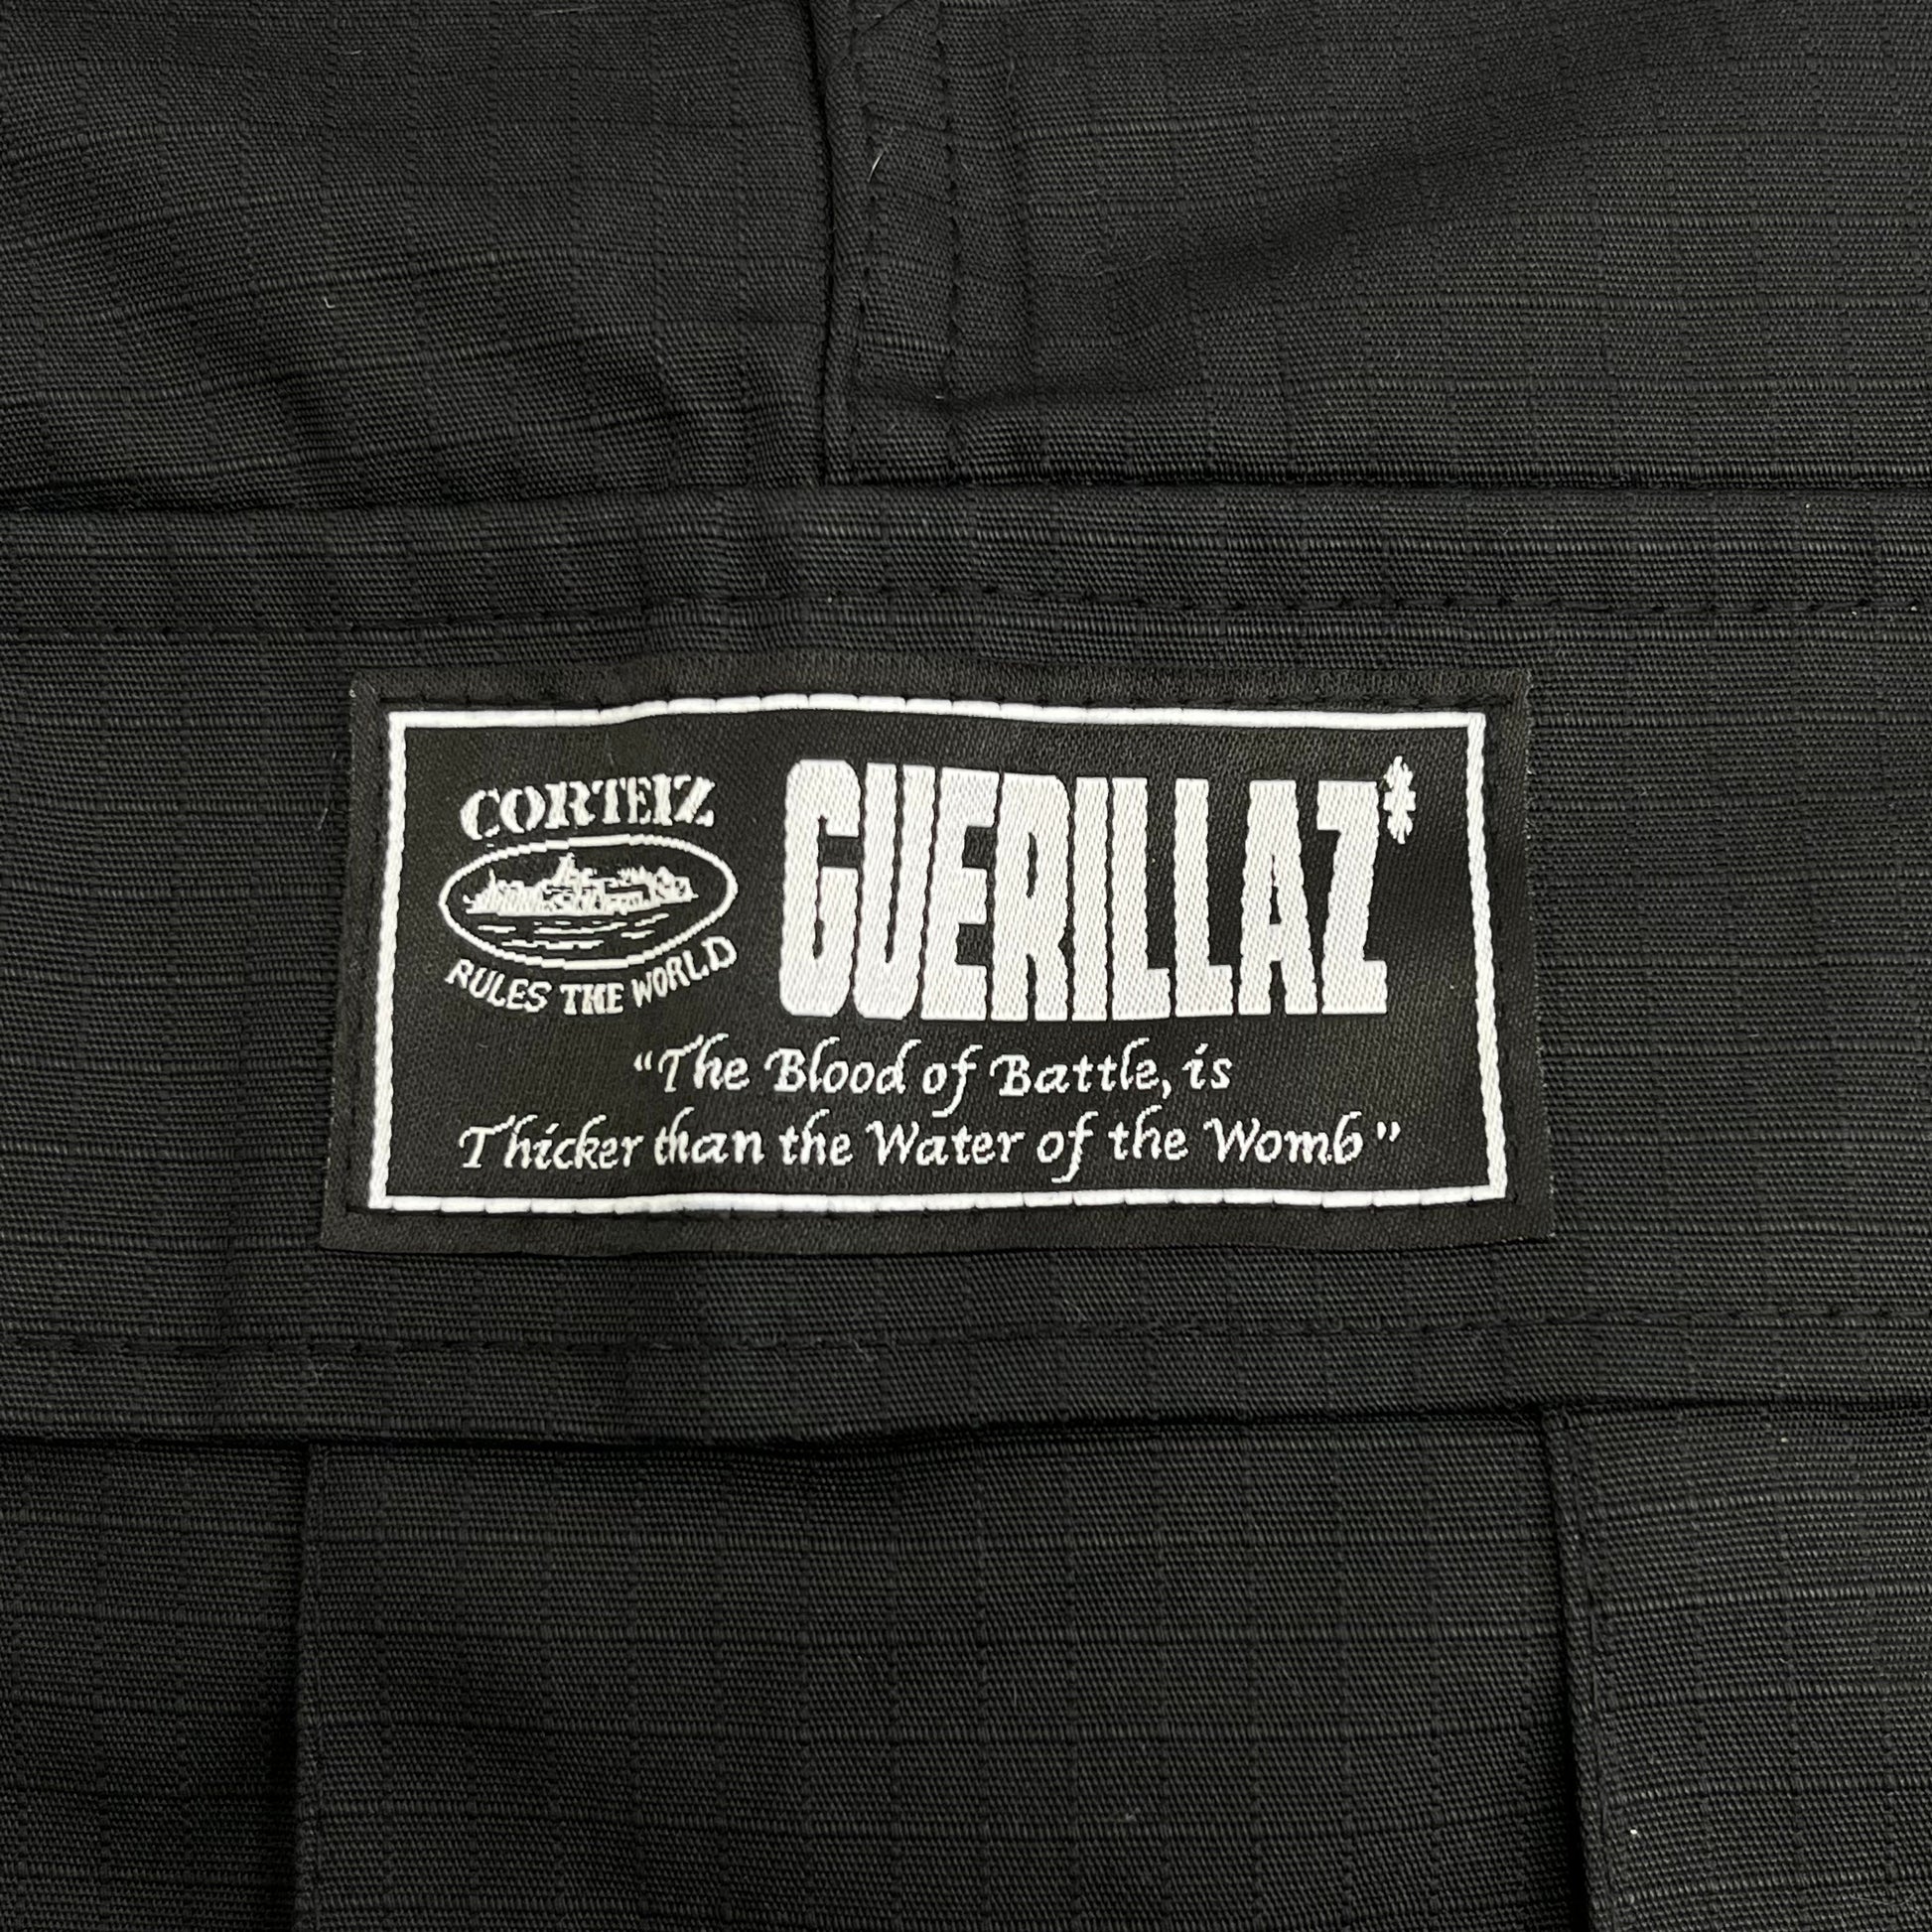 CORTEIZ
RULES THE WORLD
GUERILLAZ*
“The Blood of Battle, is
Thicker than the Water of the Womb”